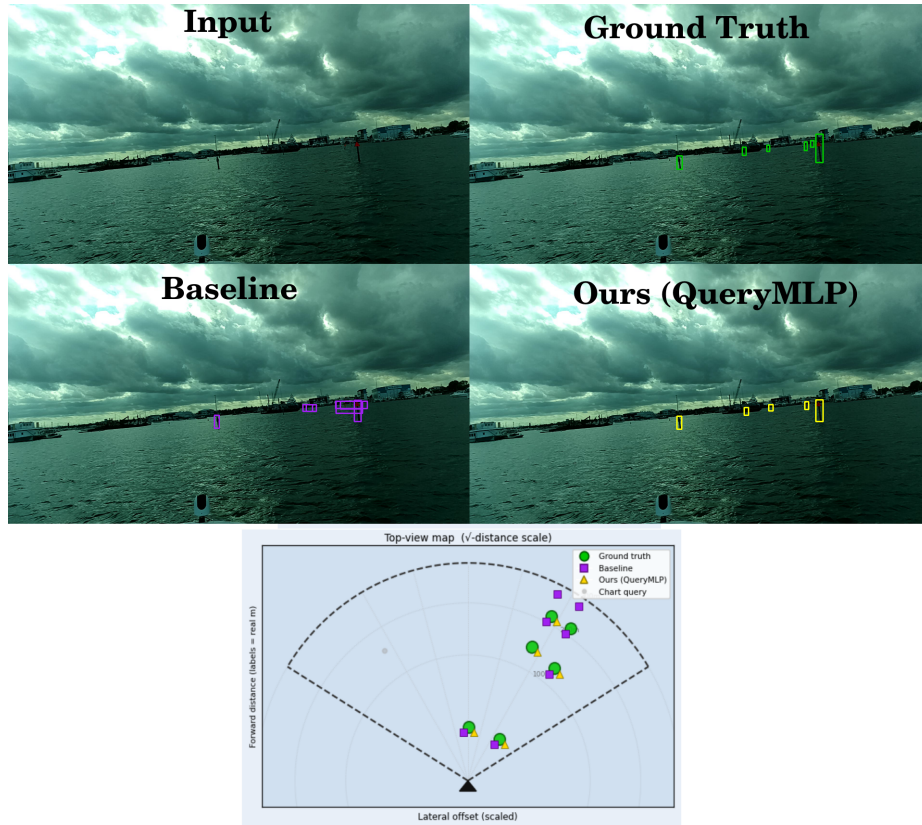 Input
Ground Truth
Baseline
Ours (QueryMLP)
Top-view map (√-distance scale)
Ground truth
Baseline
Ours (QueryMLP)
Chart query
100
Forward distance (labels = real m)
Lateral offset (scaled)